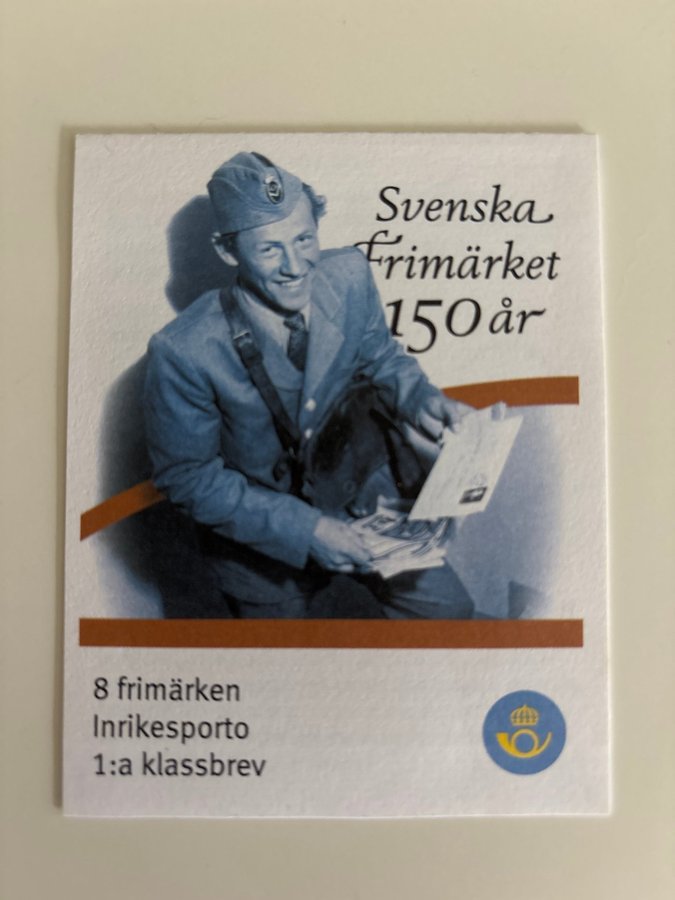 Svenska
Frimärket
150 år
8 frimärken
Inrikesporto
1:a klassbrev